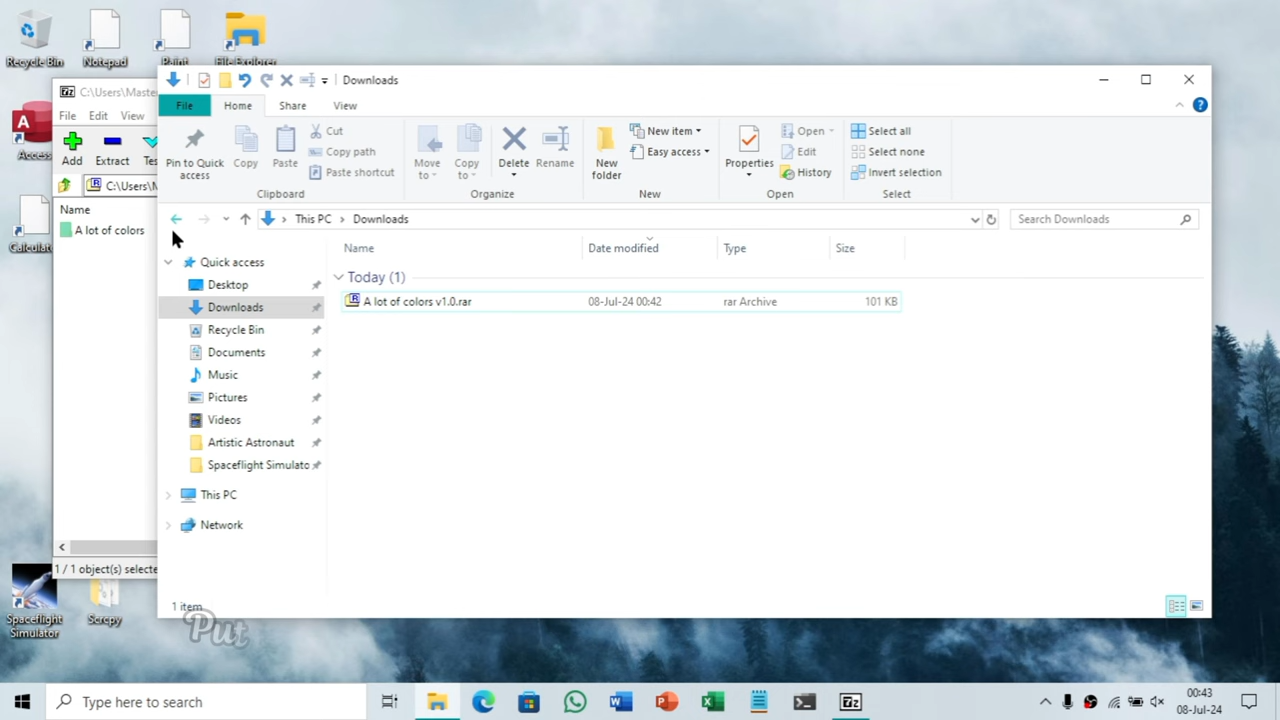 Recycle Bin
Notepad
Paint
File Explorer
Access
Calculat
Spaceflight
Simulator
Scrcpy
C:\Users\Maste
File Edit View
Add Extract Tes
C:\Users\M
Name
A lot of colors
1 / 1 object(s) selecte
Downloads
File Home Share View
Pin to Quick
access
Copy
Paste
Cut
Copy path
Paste shortcut
Clipboard
Move
to
Copy
to
Delete
Rename
Organize
New
folder
New item
Easy access
New
Properties
Open
Edit
History
Open
Select all
Select none
Invert selection
Select
This PC Downloads
Search Downloads
Quick access
Desktop
Downloads
Recycle Bin
Documents
Music
Pictures
Videos
Artistic Astronaut
Spaceflight Simulato
This PC
Network
Name Date modified Type Size
Today (1)
A lot of colors v1.0.rar 08-Jul-24 00:42 rar Archive 101 KB
1 item
Put
Type here to search
00:43
08-Jul-24